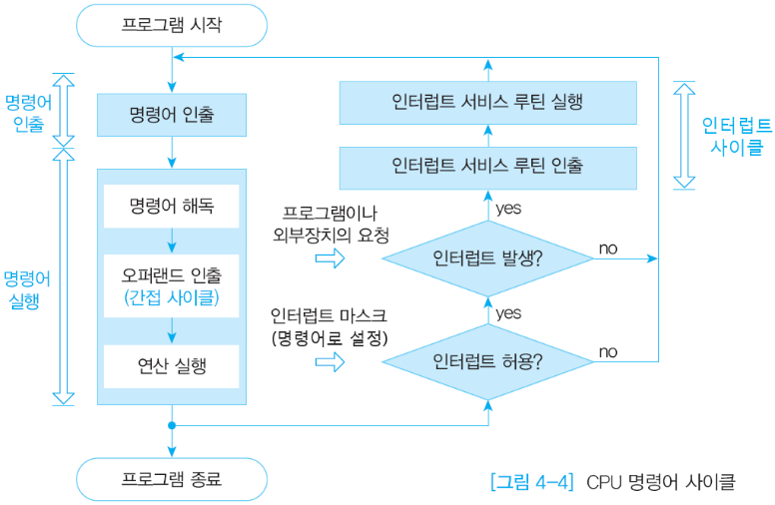 프로그램 시작
명령어
인출
명령어 인출
명령어
실행
명령어 해독
오퍼랜드 인출
(간접 사이클)
연산 실행
프로그램 종료
인터럽트 서비스 루틴 실행
인터럽트 서비스 루틴 인출
인터럽트
사이클
yes
프로그램이나
외부장치의 요청
인터럽트 발생?
no
yes
인터럽트 마스크
(명령어로 설정)
인터럽트 허용?
no
[그림 4-4] CPU 명령어 사이클